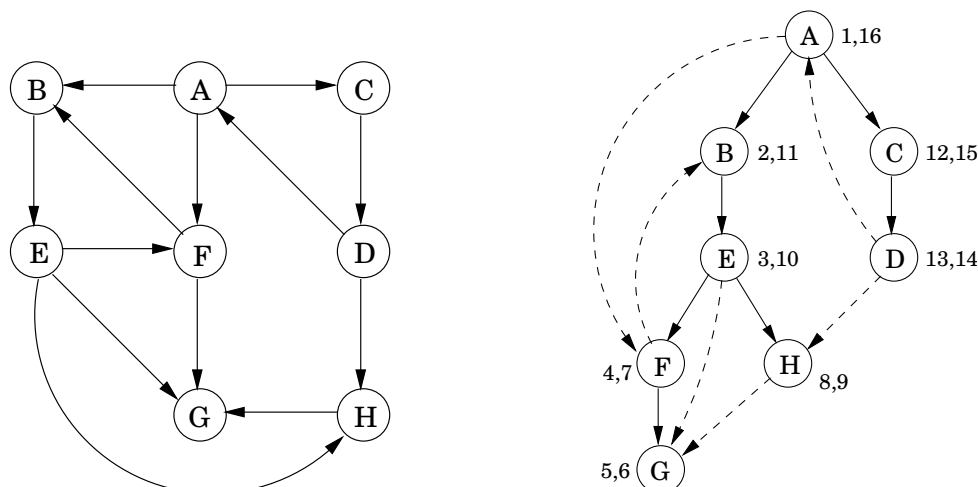 B A C
E F D
G H
A 1,16
B 2,11
C 12,15
E 3,10
D 13,14
F 4,7
H 8,9
G 5,6